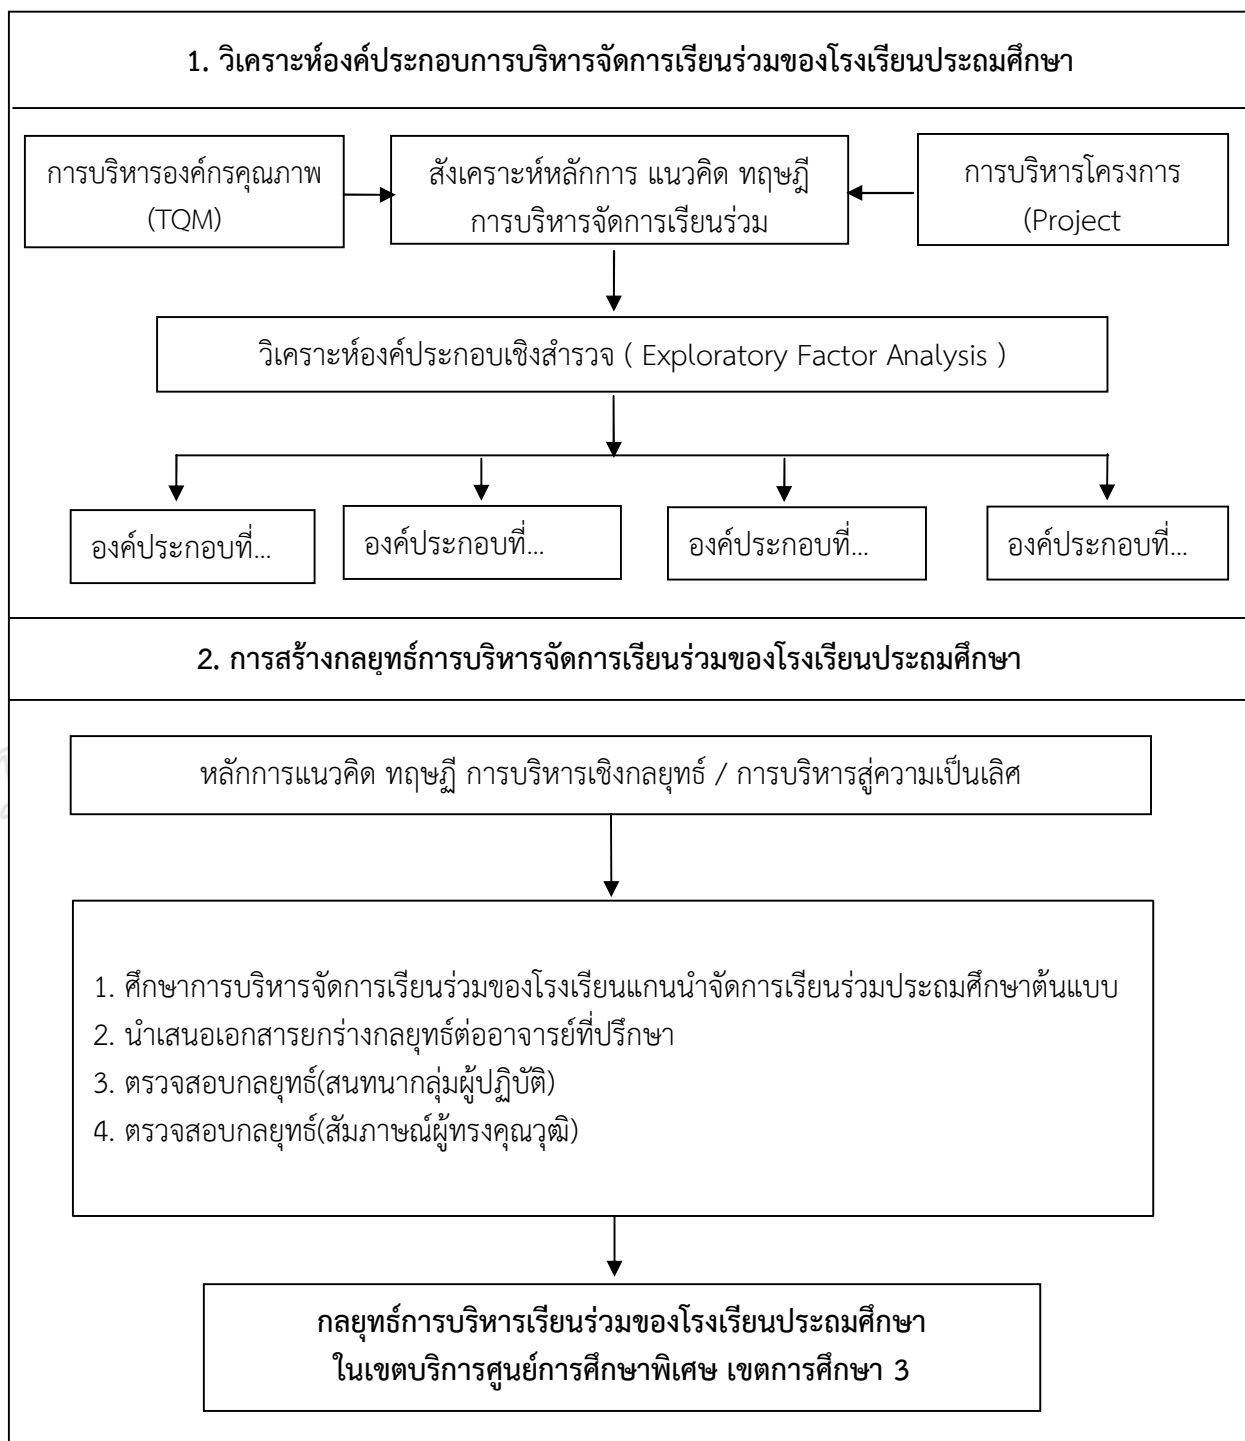 1. วิเคราะห์องค์ประกอบการบริหารจัดการเรียนร่วมของโรงเรียนประถมศึกษา
การบริหารองค์กรคุณภาพ
(TQM)
สังเคราะห์หลักการ แนวคิด ทฤษฎี
การบริหารจัดการเรียนร่วม
การบริหารโครงการ
(Project
วิเคราะห์องค์ประกอบเชิงสำรวจ ( Exploratory Factor Analysis )
องค์ประกอบที่...
องค์ประกอบที่...
องค์ประกอบที่...
องค์ประกอบที่...
2. การสร้างกลยุทธ์การบริหารจัดการเรียนร่วมของโรงเรียนประถมศึกษา
หลักการแนวคิด ทฤษฏี การบริหารเชิงกลยุทธ์ / การบริหารสู่ความเป็นเลิศ
1. ศึกษาการบริหารจัดการเรียนร่วมของโรงเรียนแกนนำจัดการเรียนร่วมประถมศึกษาต้นแบบ
2. นำเสนอเอกสารยกร่างกลยุทธ์ต่ออาจารย์ที่ปรึกษา
3. ตรวจสอบกลยุทธ์(สนทนากลุ่มผู้ปฏิบัติ)
4. ตรวจสอบกลยุทธ์(สัมภาษณ์ผู้ทรงคุณวุฒิ)
กลยุทธ์การบริหารเรียนร่วมของโรงเรียนประถมศึกษา
ในเขตบริการศูนย์การศึกษาพิเศษ เขตการศึกษา 3